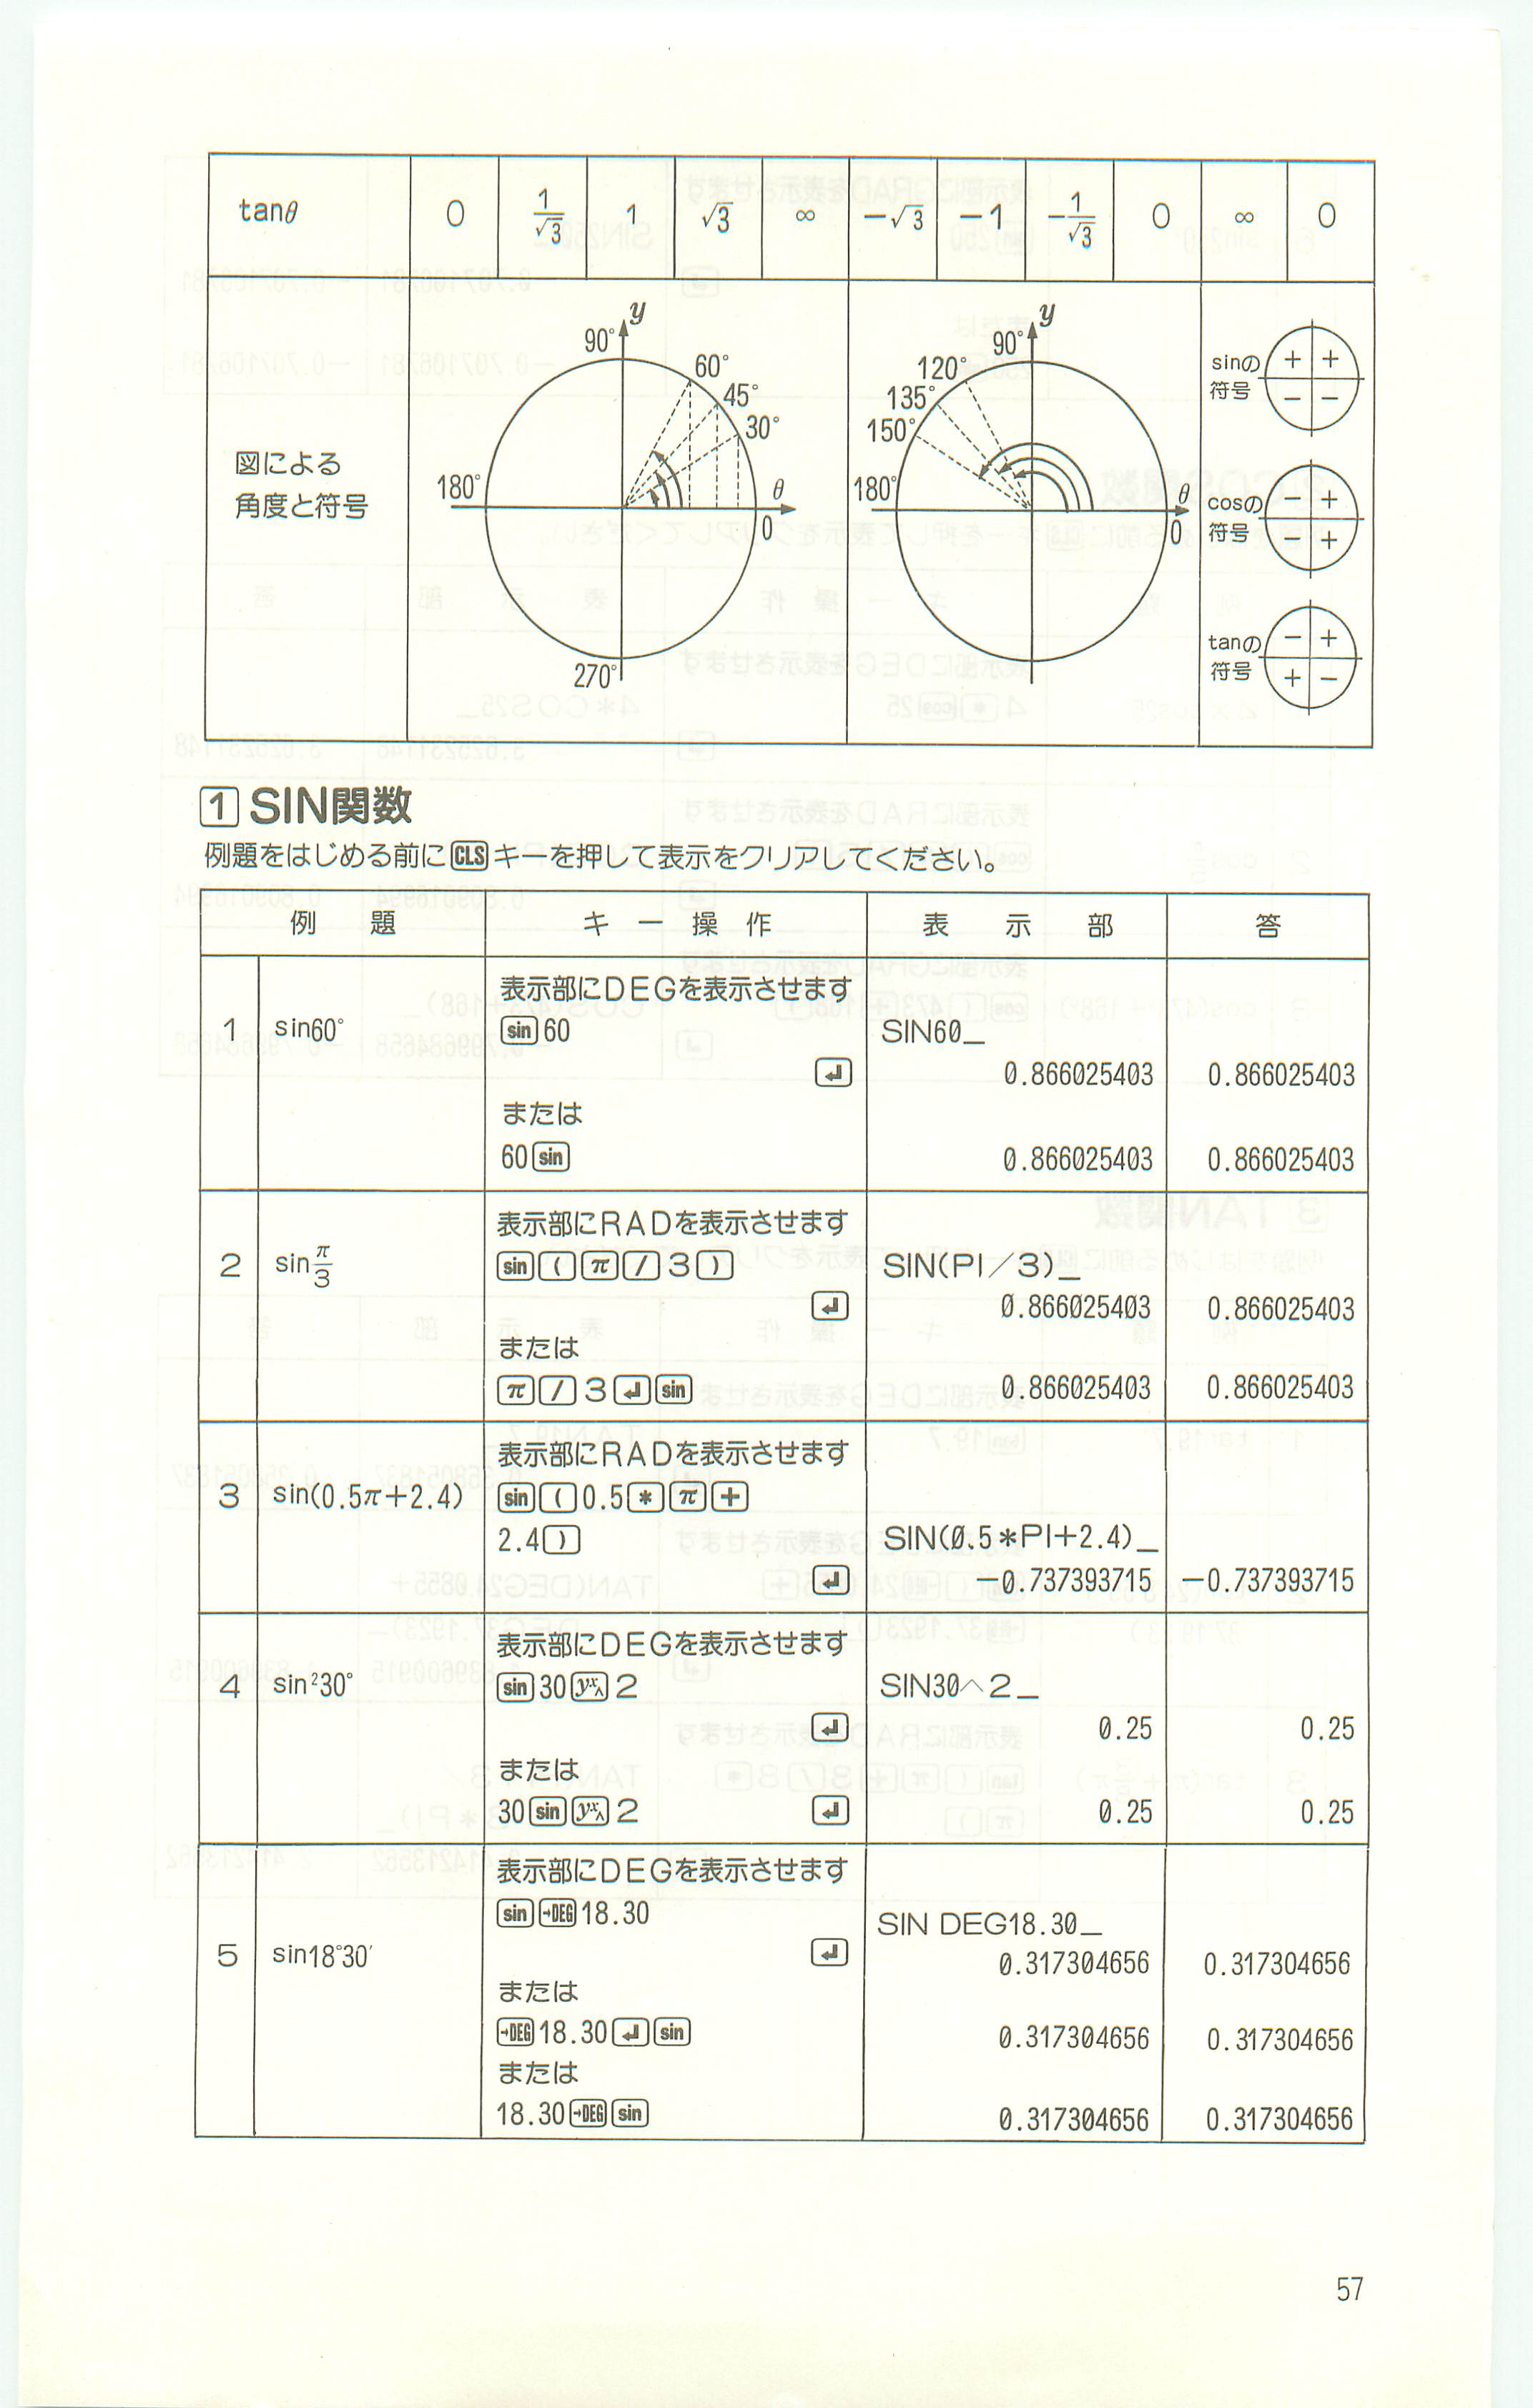 tanθ 0 1/√3 1 √3 ∞ −√3 −1 −1/√3 0 ∞ 0
図による
角度と符号
y
90°
60°
45°
30°
180°
θ
0
270°
y
90°
120°
135°
150°
180°
θ
0
sinの
符号
+ +
− −
cosの
符号
− +
− +
tanの
符号
− +
+ −
1 SIN関数
例題をはじめる前にCLSキーを押して表示をクリアしてください。
例 題 キ ー 操 作 表 示 部 答
表示部にDEGを表示させます
1 sin60° sin 60 SIN60_
↵ 0.866025403 0.866025403
または
60 sin 0.866025403 0.866025403
表示部にRADを表示させます
2 sin π/3 sin ( π / 3 ) SIN(PI／3)_
↵ 0.866025403 0.866025403
または
π / 3 ↵ sin 0.866025403 0.866025403
表示部にRADを表示させます
3 sin(0.5π+2.4) sin ( 0.5 * π +
2.4 ) SIN(0.5*PI+2.4)_
↵ −0.737393715 −0.737393715
表示部にDEGを表示させます
4 sin²30° sin 30 yx∧ 2 SIN30^2_
↵ 0.25 0.25
または
30 sin yx∧ 2 ↵ 0.25 0.25
表示部にDEGを表示させます
sin →DEG 18.30 SIN DEG18.30_
5 sin18°30′ ↵ 0.317304656 0.317304656
または
→DEG 18.30 ↵ sin 0.317304656 0.317304656
または
18.30 →DEG sin 0.317304656 0.317304656
57